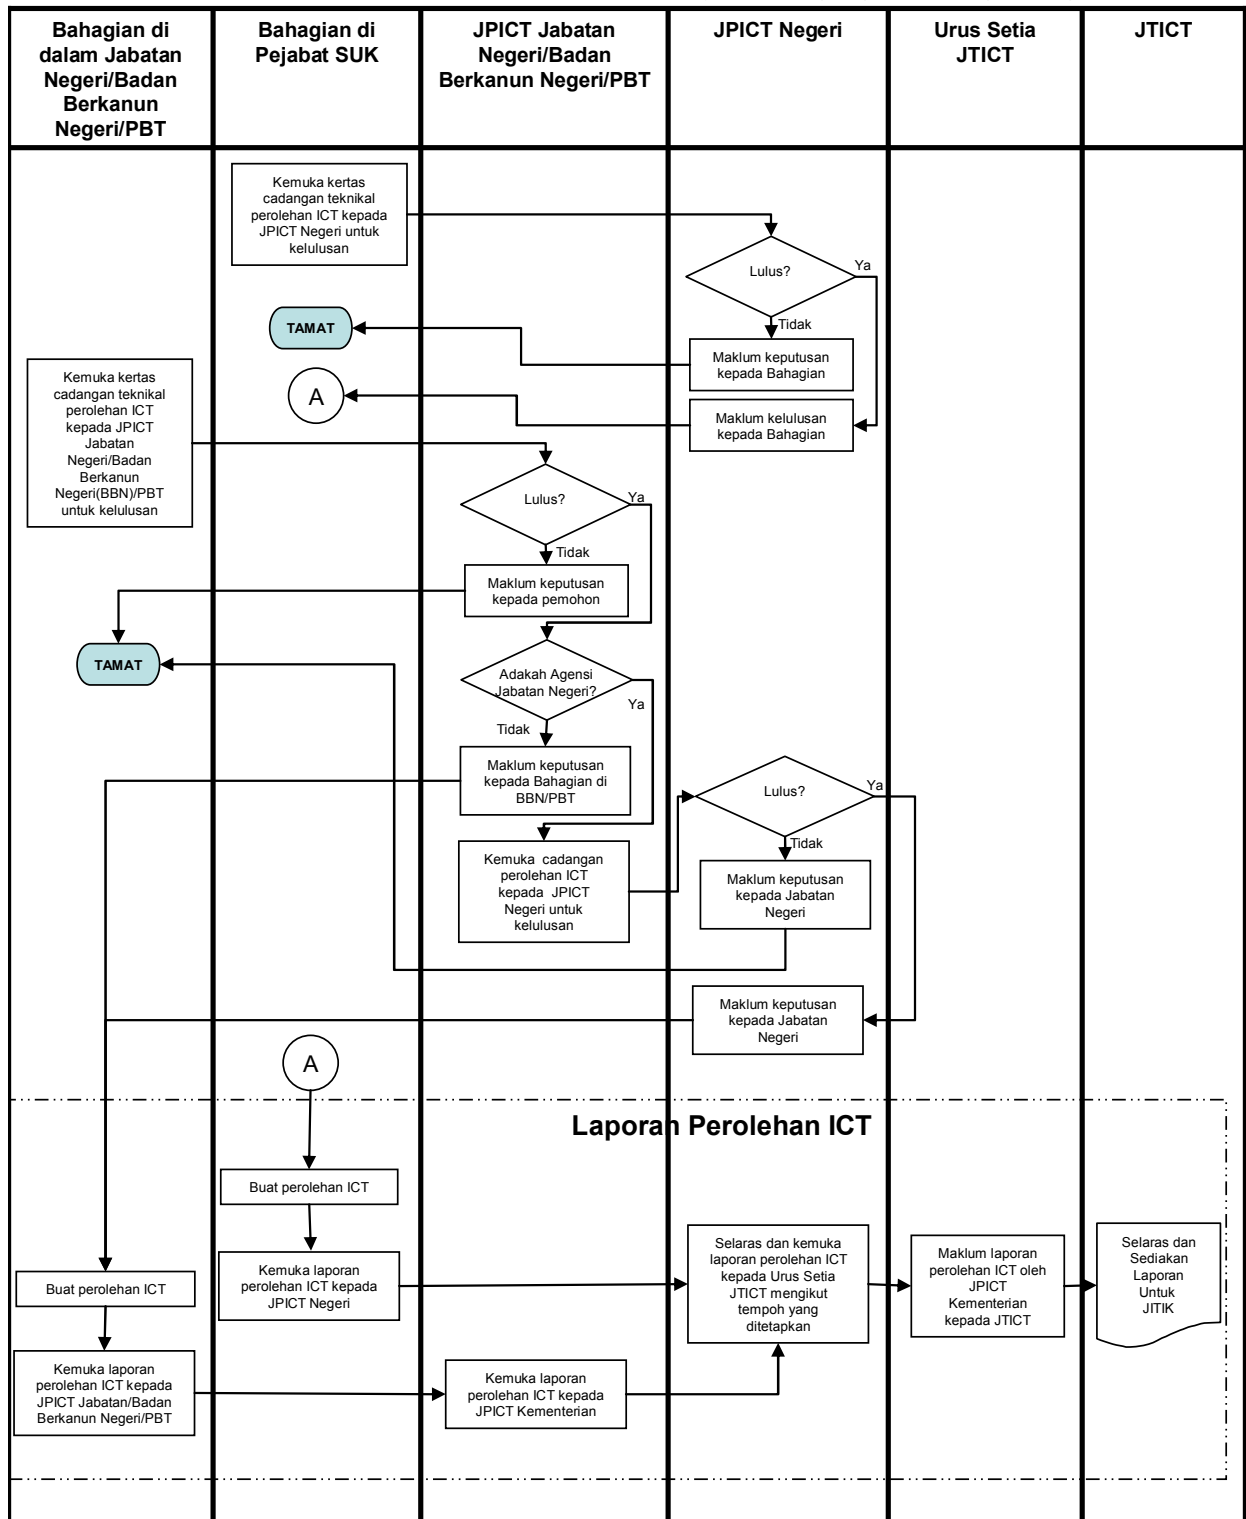 Bahagian di
dalam Jabatan
Negeri/Badan
Berkanun
Negeri/PBT
Bahagian di
Pejabat SUK
JPICT Jabatan
Negeri/Badan
Berkanun Negeri/PBT
JPICT Negeri
Urus Setia
JTICT
JTICT
Kemuka kertas
cadangan teknikal
perolehan ICT kepada
JPICT Negeri untuk
kelulusan
Lulus?
Ya
Tidak
TAMAT
Maklum keputusan
kepada Bahagian
A
Maklum kelulusan
kepada Bahagian
Kemuka kertas
cadangan teknikal
perolehan ICT
kepada JPICT
Jabatan
Negeri/Badan
Berkanun
Negeri(BBN)/PBT
untuk kelulusan
Lulus?
Ya
Tidak
Maklum keputusan
kepada pemohon
TAMAT
Adakah Agensi
Jabatan Negeri?
Ya
Tidak
Maklum keputusan
kepada Bahagian di
BBN/PBT
Lulus?
Ya
Tidak
Kemuka cadangan
perolehan ICT
kepada JPICT
Negeri untuk
kelulusan
Maklum keputusan
kepada Jabatan
Negeri
Maklum keputusan
kepada Jabatan
Negeri
A
Laporan Perolehan ICT
Buat perolehan ICT
Kemuka laporan
perolehan ICT kepada
JPICT Negeri
Selaras dan kemuka
laporan perolehan ICT
kepada Urus Setia
JTICT mengikut
tempoh yang
ditetapkan
Maklum laporan
perolehan ICT oleh
JPICT
Kementerian
kepada JTICT
Selaras dan
Sediakan
Laporan
Untuk
JITIK
Buat perolehan ICT
Kemuka laporan
perolehan ICT kepada
JPICT Jabatan/Badan
Berkanun Negeri/PBT
Kemuka laporan
perolehan ICT kepada
JPICT Kementerian